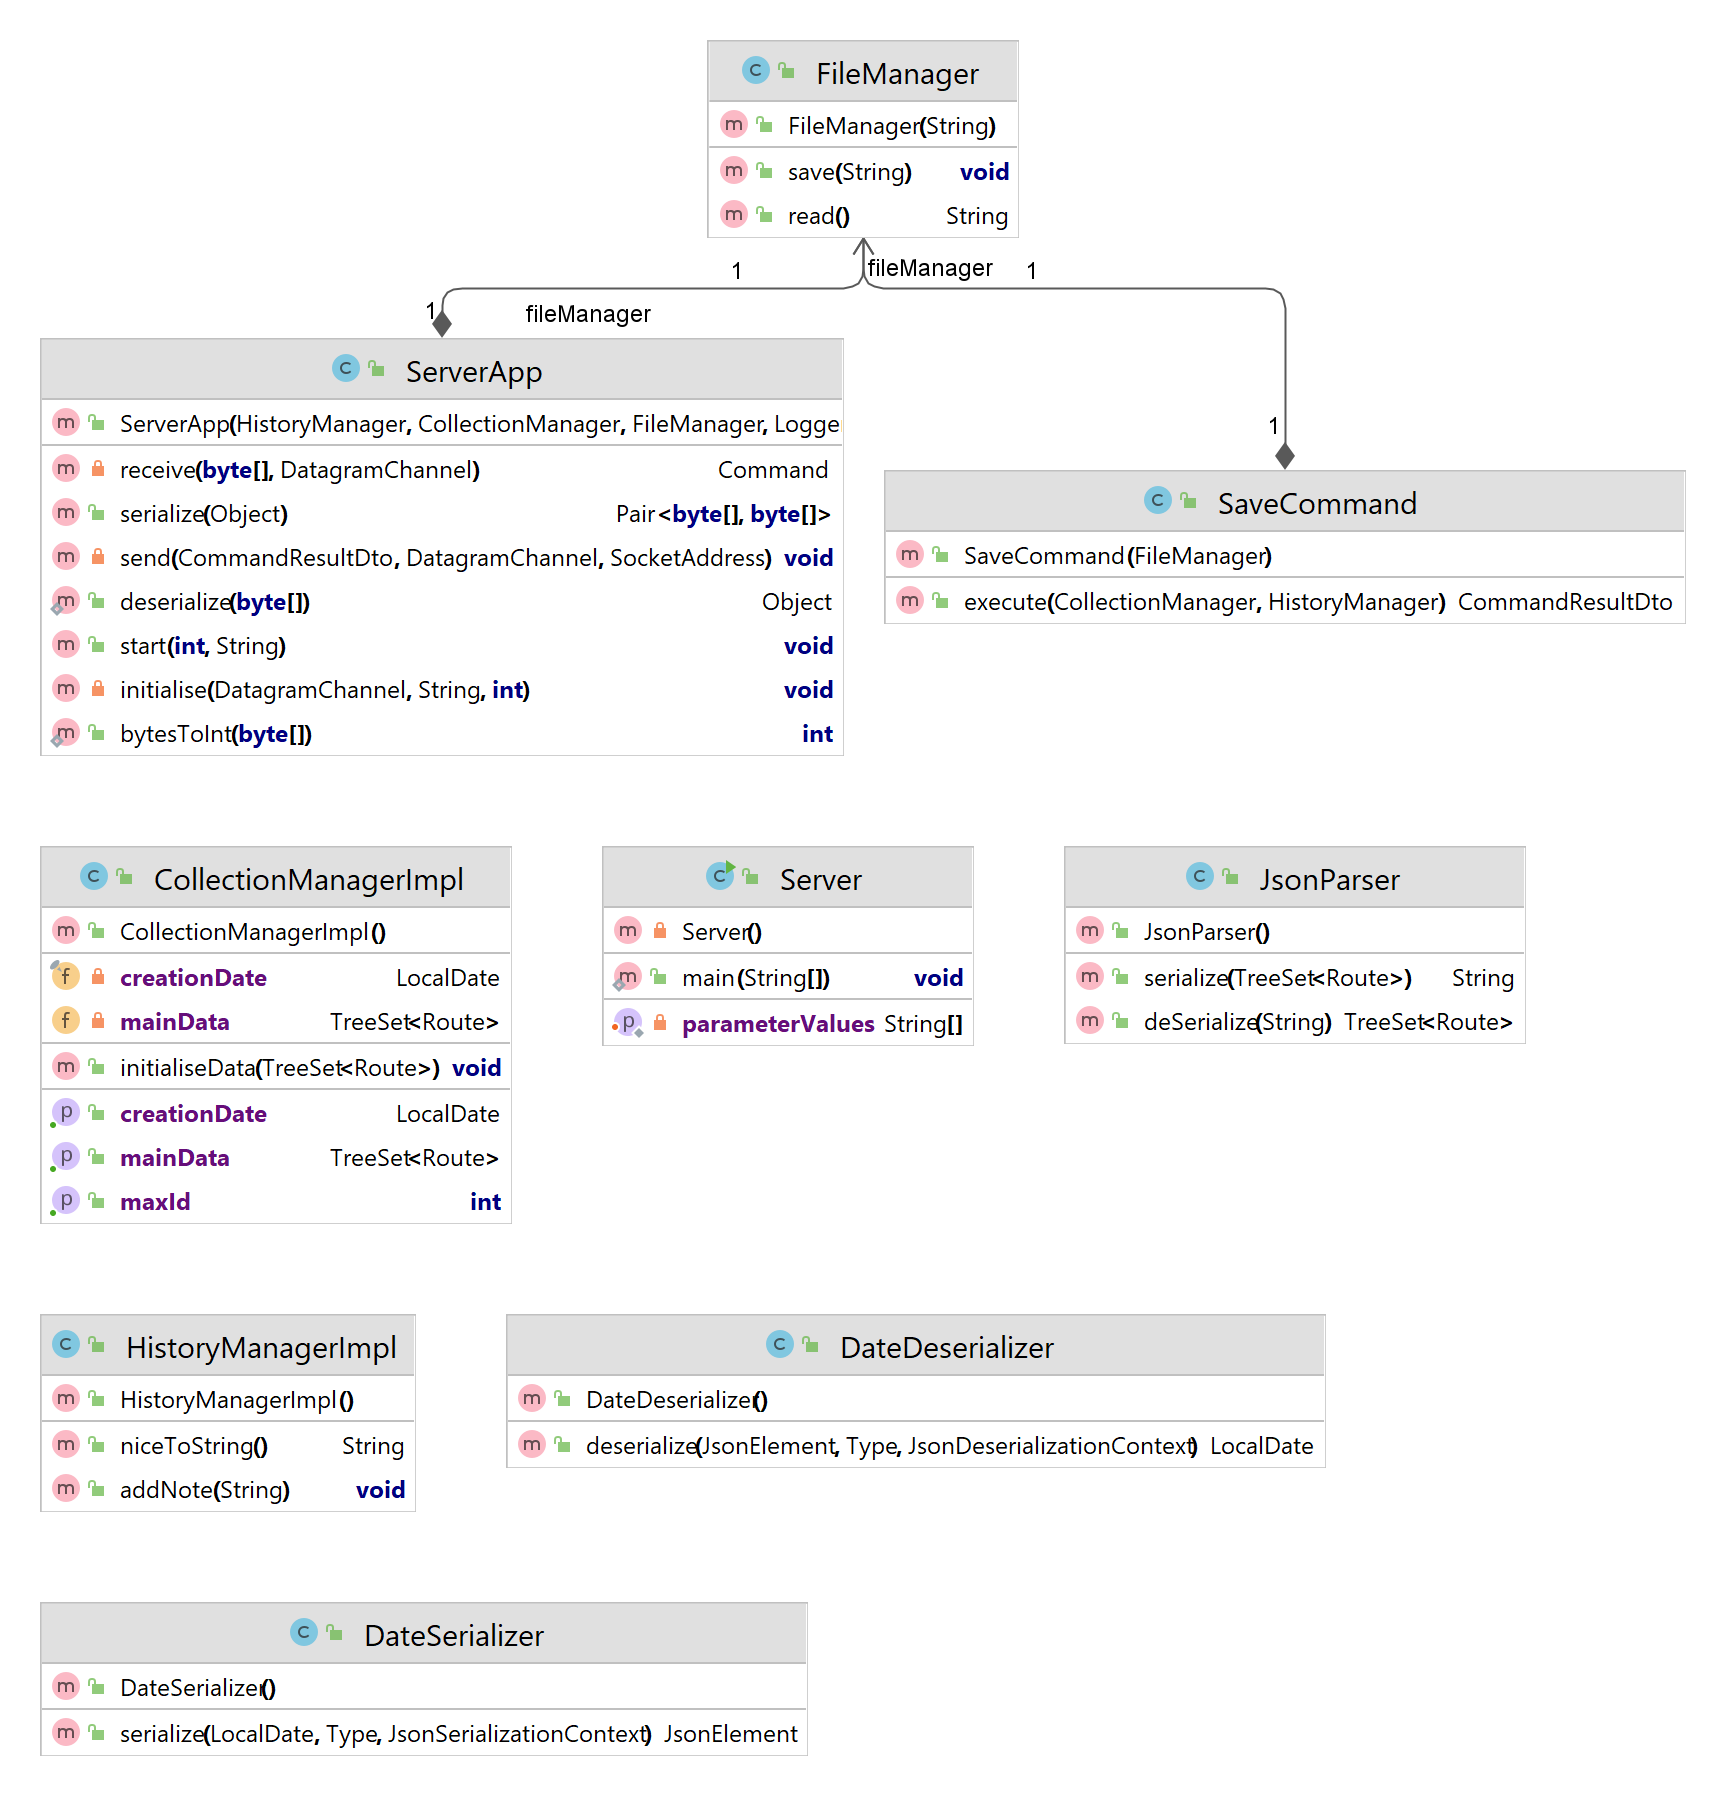 FileManager
FileManager(String)
save(String) void
read() String
1
fileManager
1
1
fileManager
1
ServerApp
ServerApp(HistoryManager, CollectionManager, FileManager, Logge
receive(byte[], DatagramChannel) Command
serialize(Object) Pair<byte[], byte[]>
send(CommandResultDto, DatagramChannel, SocketAddress) void
deserialize(byte[]) Object
start(int, String) void
initialise(DatagramChannel, String, int) void
bytesToInt(byte[]) int
SaveCommand
SaveCommand(FileManager)
execute(CollectionManager, HistoryManager) CommandResultDto
CollectionManagerImpl
CollectionManagerImpl()
creationDate LocalDate
mainData TreeSet<Route>
initialiseData(TreeSet<Route>) void
creationDate LocalDate
mainData TreeSet<Route>
maxId int
Server
Server()
main(String[]) void
parameterValues String[]
JsonParser
JsonParser()
serialize(TreeSet<Route>) String
deSerialize(String) TreeSet<Route>
HistoryManagerImpl
HistoryManagerImpl()
niceToString() String
addNote(String) void
DateDeserializer
DateDeserializer()
deserialize(JsonElement, Type, JsonDeserializationContext) LocalDate
DateSerializer
DateSerializer()
serialize(LocalDate, Type, JsonSerializationContext) JsonElement